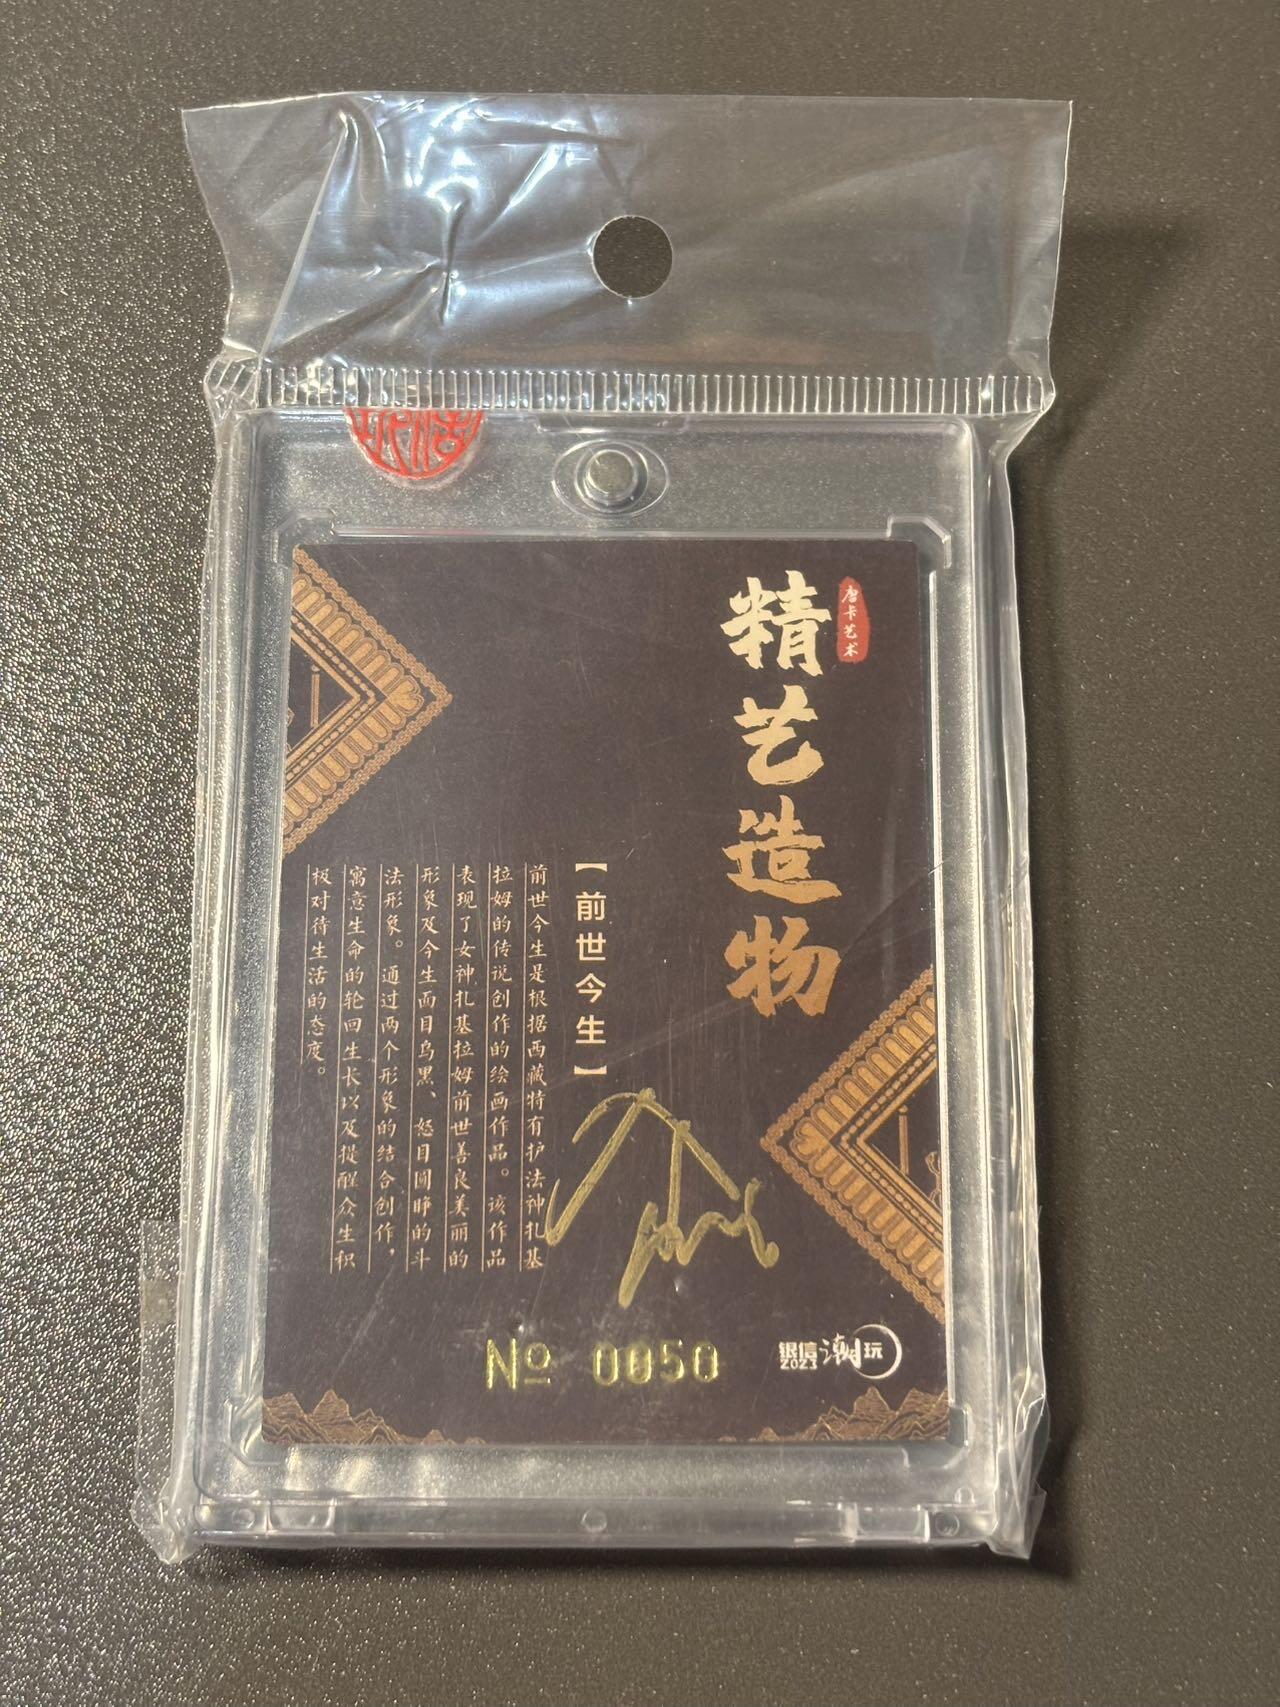 唐卡艺术
精艺造物
【前世今生】
前世今生是根据西藏特有护法神扎基
拉姆的传说创作的绘画作品。该作品
表现了女神扎基拉姆前世善良美丽的
形象及今生面目乌黑、怒目圆睁的斗
法形象。通过两个形象的结合创作，
寓意生命的轮回生长以及提醒众生积
极对待生活的态度。
№ 0050
银信潮玩
2023